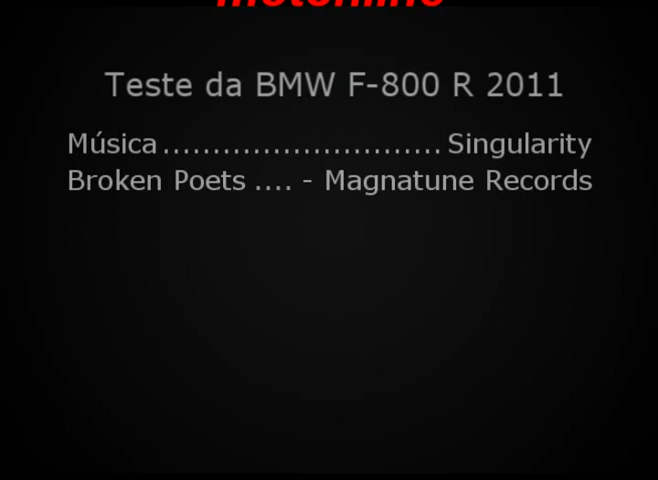 Teste da BMW F-800 R 2011
Música............................Singularity
Broken Poets .... - Magnatune Records